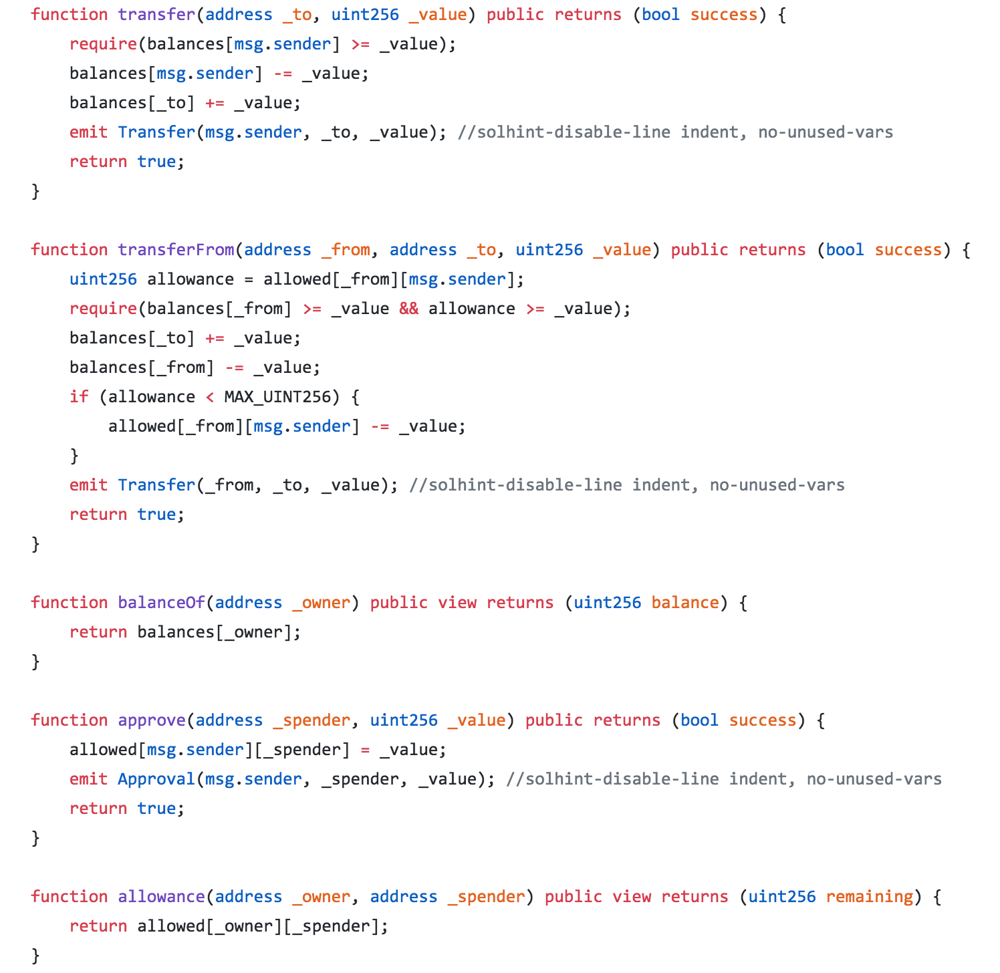 function transfer(address _to, uint256 _value) public returns (bool success) {
    require(balances[msg.sender] >= _value);
    balances[msg.sender] -= _value;
    balances[_to] += _value;
    emit Transfer(msg.sender, _to, _value); //solhint-disable-line indent, no-unused-vars
    return true;
}

function transferFrom(address _from, address _to, uint256 _value) public returns (bool success) {
    uint256 allowance = allowed[_from][msg.sender];
    require(balances[_from] >= _value && allowance >= _value);
    balances[_to] += _value;
    balances[_from] -= _value;
    if (allowance < MAX_UINT256) {
        allowed[_from][msg.sender] -= _value;
    }
    emit Transfer(_from, _to, _value); //solhint-disable-line indent, no-unused-vars
    return true;
}

function balanceOf(address _owner) public view returns (uint256 balance) {
    return balances[_owner];
}

function approve(address _spender, uint256 _value) public returns (bool success) {
    allowed[msg.sender][_spender] = _value;
    emit Approval(msg.sender, _spender, _value); //solhint-disable-line indent, no-unused-vars
    return true;
}

function allowance(address _owner, address _spender) public view returns (uint256 remaining) {
    return allowed[_owner][_spender];
}